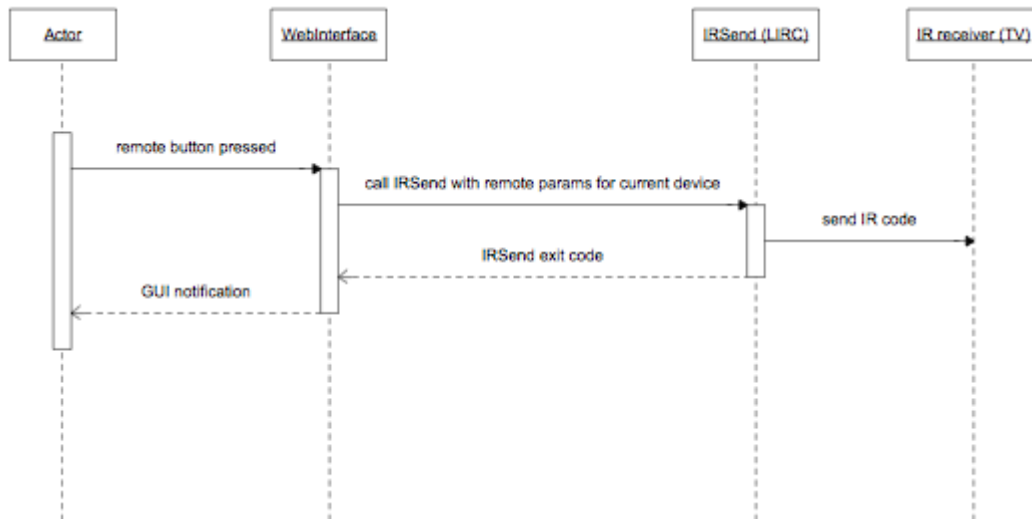 Actor
WebInterface
IRSend (LIRC)
IR receiver (TV)
remote button pressed
call IRSend with remote params for current device
send IR code
IRSend exit code
GUI notification